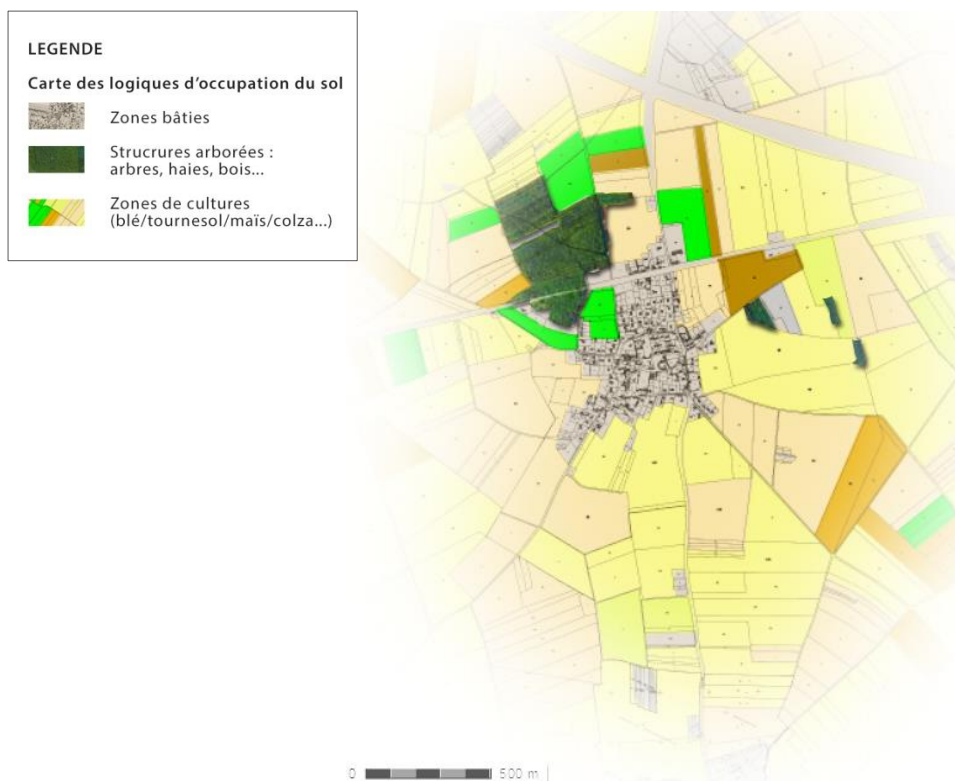 LEGENDE
Carte des logiques d’occupation du sol
Zones bâties
Strucrures arborées :
arbres, haies, bois...
Zones de cultures
(blé/tournesol/maïs/colza...)
0 500 m